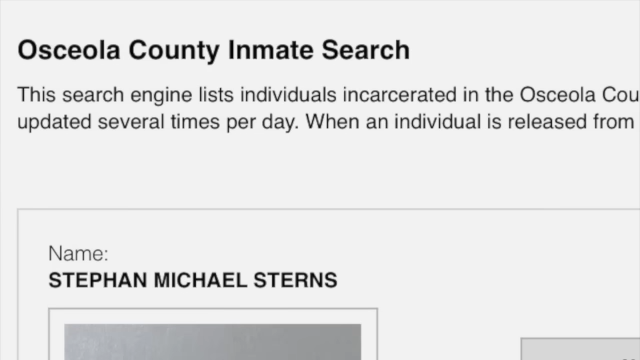 Osceola County Inmate Search
This search engine lists individuals incarcerated in the Osceola
updated several times per day. When an individual is released from
Name:
STEPHAN MICHAEL STERNS